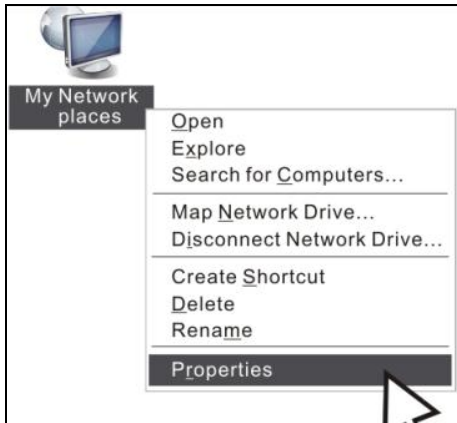 My Network
places
Open
Explore
Search for Computers...
Map Network Drive...
Disconnect Network Drive...
Create Shortcut
Delete
Rename
Properties